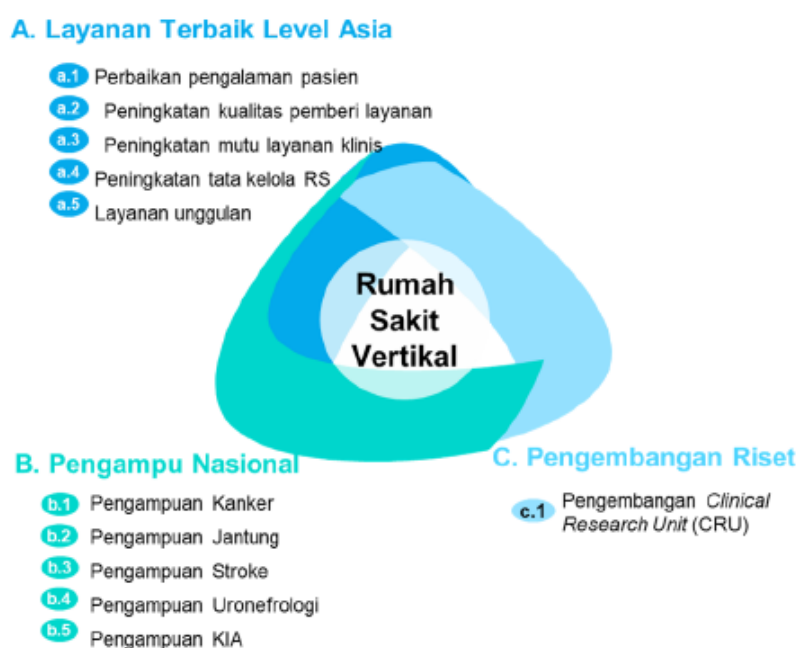 A. Layanan Terbaik Level Asia
a.1 Perbaikan pengalaman pasien
a.2 Peningkatan kualitas pemberi layanan
a.3 Peningkatan mutu layanan klinis
a.4 Peningkatan tata kelola RS
a.5 Layanan unggulan
Rumah
Sakit
Vertikal
B. Pengampu Nasional
b.1 Pengampuan Kanker
b.2 Pengampuan Jantung
b.3 Pengampuan Stroke
b.4 Pengampuan Uronefrologi
b.5 Pengampuan KIA
C. Pengembangan Riset
c.1 Pengembangan Clinical
Research Unit (CRU)